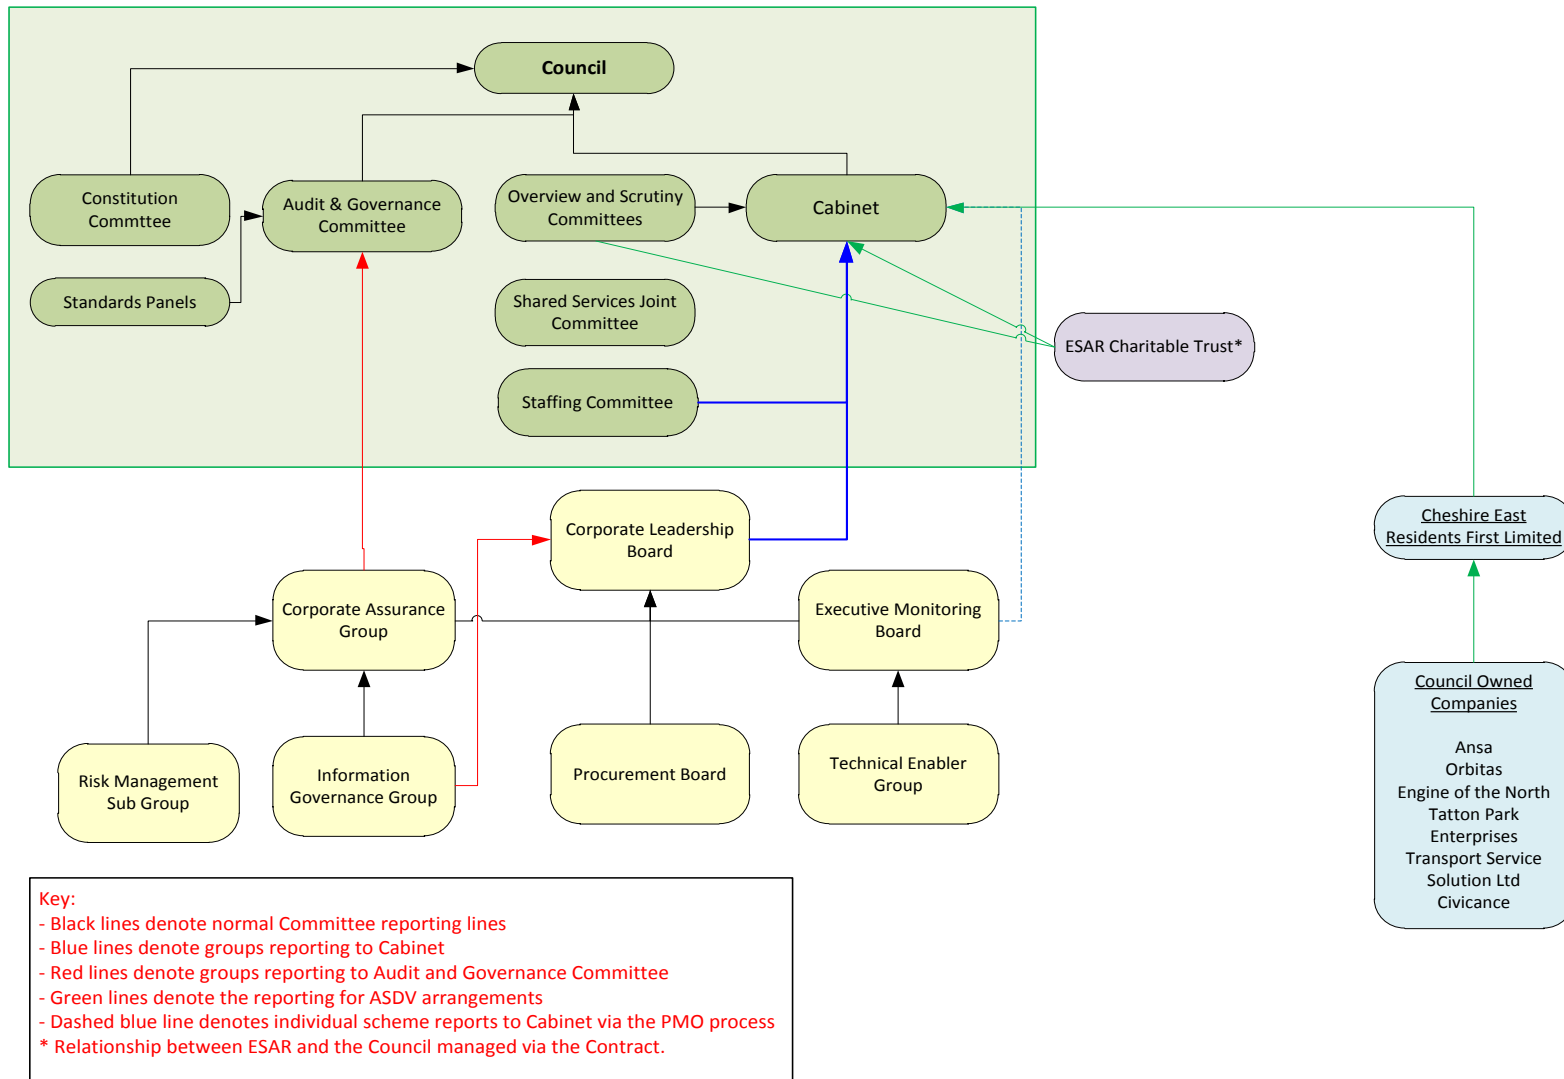 Council
Constitution
Commttee
Audit & Governance
Committee
Overview and Scrutiny
Committees
Cabinet
Standards Panels
Shared Services Joint
Committee
ESAR Charitable Trust*
Staffing Committee
Corporate Leadership
Board
Cheshire East
Residents First Limited
Corporate Assurance
Group
Executive Monitoring
Board
Council Owned
Companies
Ansa
Orbitas
Engine of the North
Tatton Park
Enterprises
Transport Service
Solution Ltd
Civicance
Risk Management
Sub Group
Information
Governance Group
Procurement Board
Technical Enabler
Group
Key:
- Black lines denote normal Committee reporting lines
- Blue lines denote groups reporting to Cabinet
- Red lines denote groups reporting to Audit and Governance Committee
- Green lines denote the reporting for ASDV arrangements
- Dashed blue line denotes individual scheme reports to Cabinet via the PMO process
* Relationship between ESAR and the Council managed via the Contract.